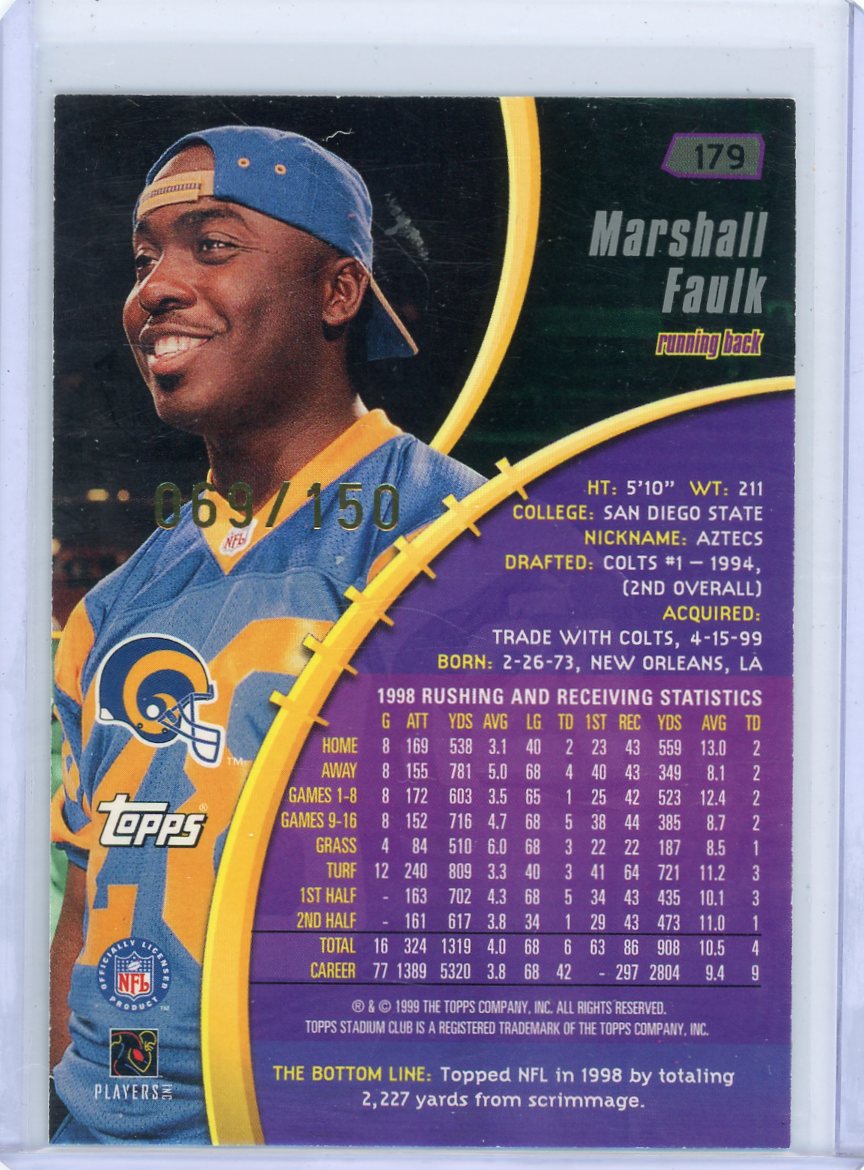 179
Marshall
Faulk
running back
069/150
NFL
HT: 5'10" WT: 211
COLLEGE: SAN DIEGO STATE
NICKNAME: AZTECS
DRAFTED: COLTS #1 – 1994,
(2ND OVERALL)
ACQUIRED:
TRADE WITH COLTS, 4-15-99
BORN: 2-26-73, NEW ORLEANS, LA
1998 RUSHING AND RECEIVING STATISTICS
G ATT YDS AVG LG TD 1ST REC YDS AVG TD
HOME 8 169 538 3.1 40 2 23 43 559 13.0 2
AWAY 8 155 781 5.0 68 4 40 43 349 8.1 2
GAMES 1-8 8 172 603 3.5 65 1 25 42 523 12.4 2
GAMES 9-16 8 152 716 4.7 68 5 38 44 385 8.7 2
GRASS 4 84 510 6.0 68 3 22 22 187 8.5 1
TURF 12 240 809 3.3 40 3 41 64 721 11.2 3
1ST HALF - 163 702 4.3 68 5 34 43 435 10.1 3
2ND HALF - 161 617 3.8 34 1 29 43 473 11.0 1
TOTAL 16 324 1319 4.0 68 6 63 86 908 10.5 4
CAREER 77 1389 5320 3.8 68 42 - 297 2804 9.4 9
TM
Topps®
OFFICIALLY LICENSED
NFL
PRODUCT
TM
PLAYERS INC
® & © 1999 THE TOPPS COMPANY, INC. ALL RIGHTS RESERVED.
TOPPS STADIUM CLUB IS A REGISTERED TRADEMARK OF THE TOPPS COMPANY, INC.
THE BOTTOM LINE: Topped NFL in 1998 by totaling
2,227 yards from scrimmage.